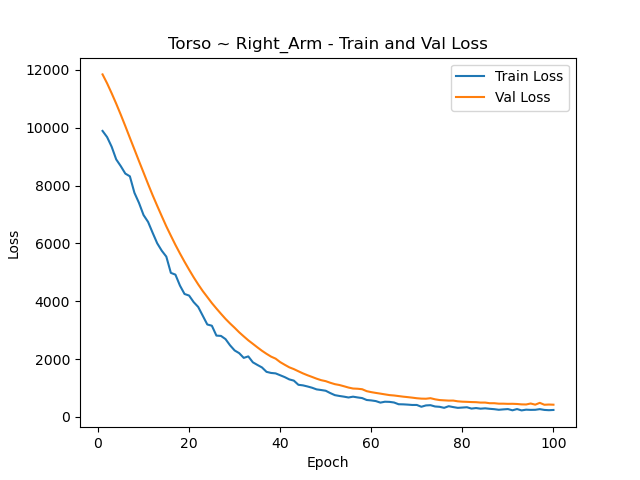 Torso ~ Right_Arm - Train and Val Loss
Train Loss
Val Loss
Loss
12000
10000
8000
6000
4000
2000
0
0 20 40 60 80 100
Epoch